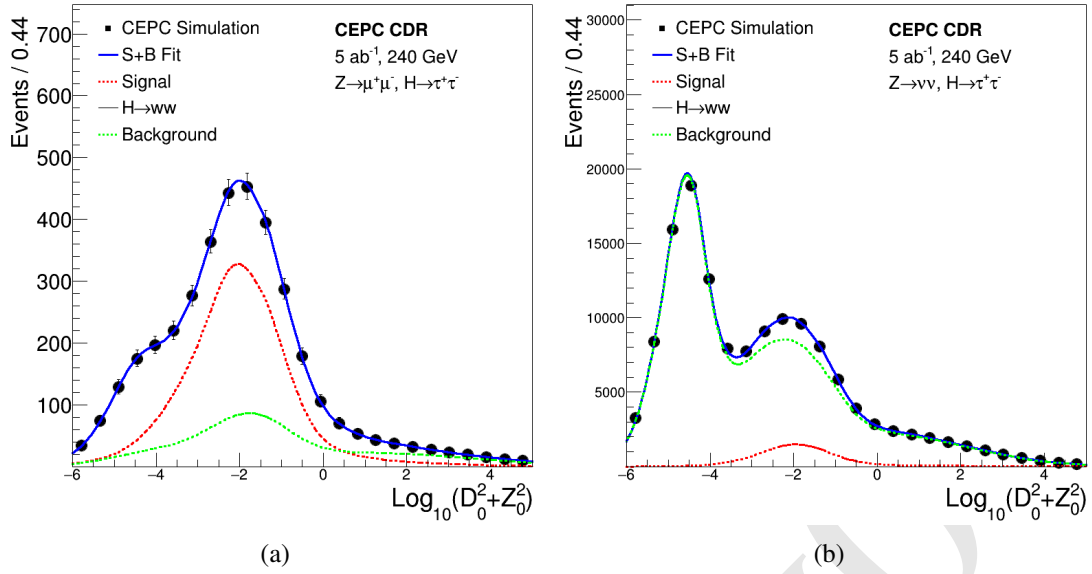 Events / 0.44
700
600
500
400
300
200
100
CEPC Simulation
S+B Fit
Signal
H→ww
Background
CEPC CDR
5 ab⁻¹, 240 GeV
Z→μ⁺μ⁻, H→τ⁺τ⁻
−6 −4 −2 0 2 4
Log₁₀(D₀²+Z₀²)
(a)
Events / 0.44
30000
25000
20000
15000
10000
5000
CEPC Simulation
S+B Fit
Signal
H→ww
Background
CEPC CDR
5 ab⁻¹, 240 GeV
Z→νν, H→τ⁺τ⁻
−6 −4 −2 0 2 4
Log₁₀(D₀²+Z₀²)
(b)